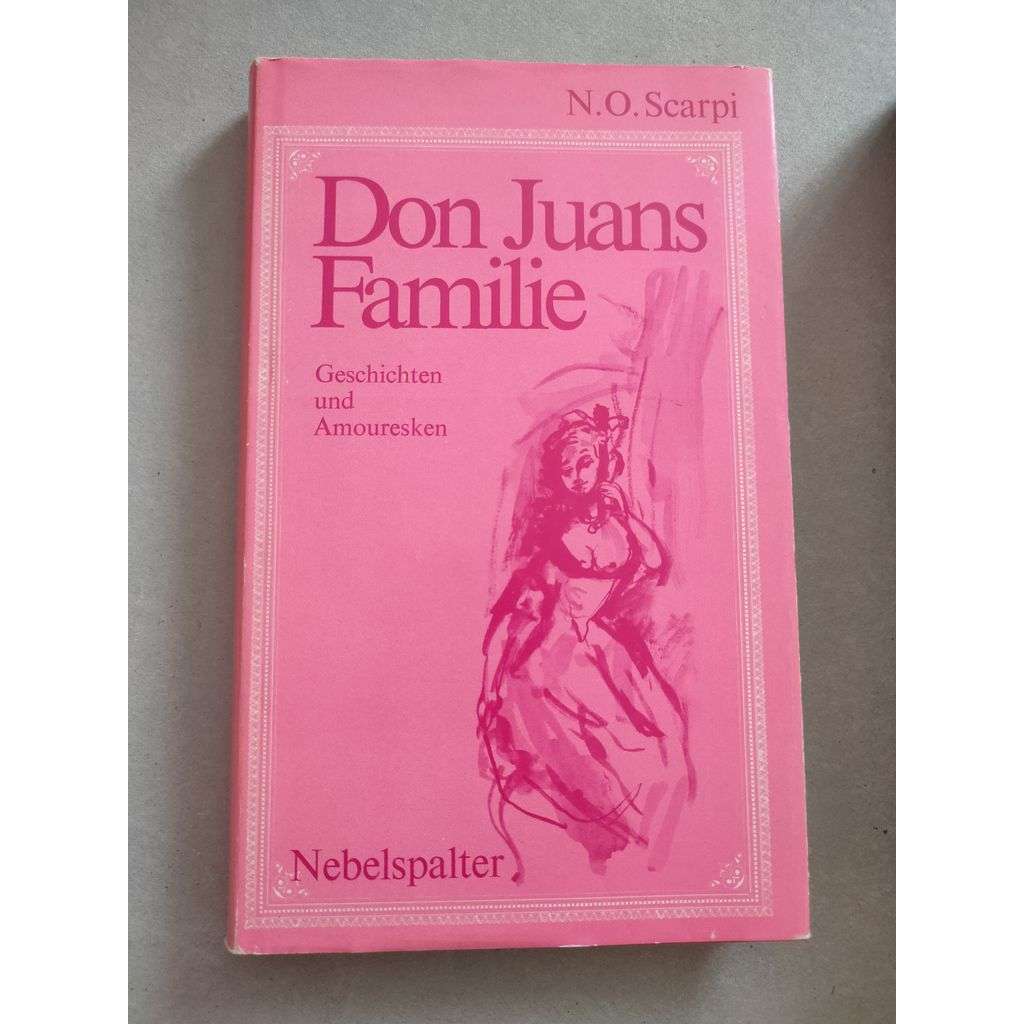 N.O. Scarpi
Don Juans
Familie
Geschichten
und
Amouresken
Nebelspalter